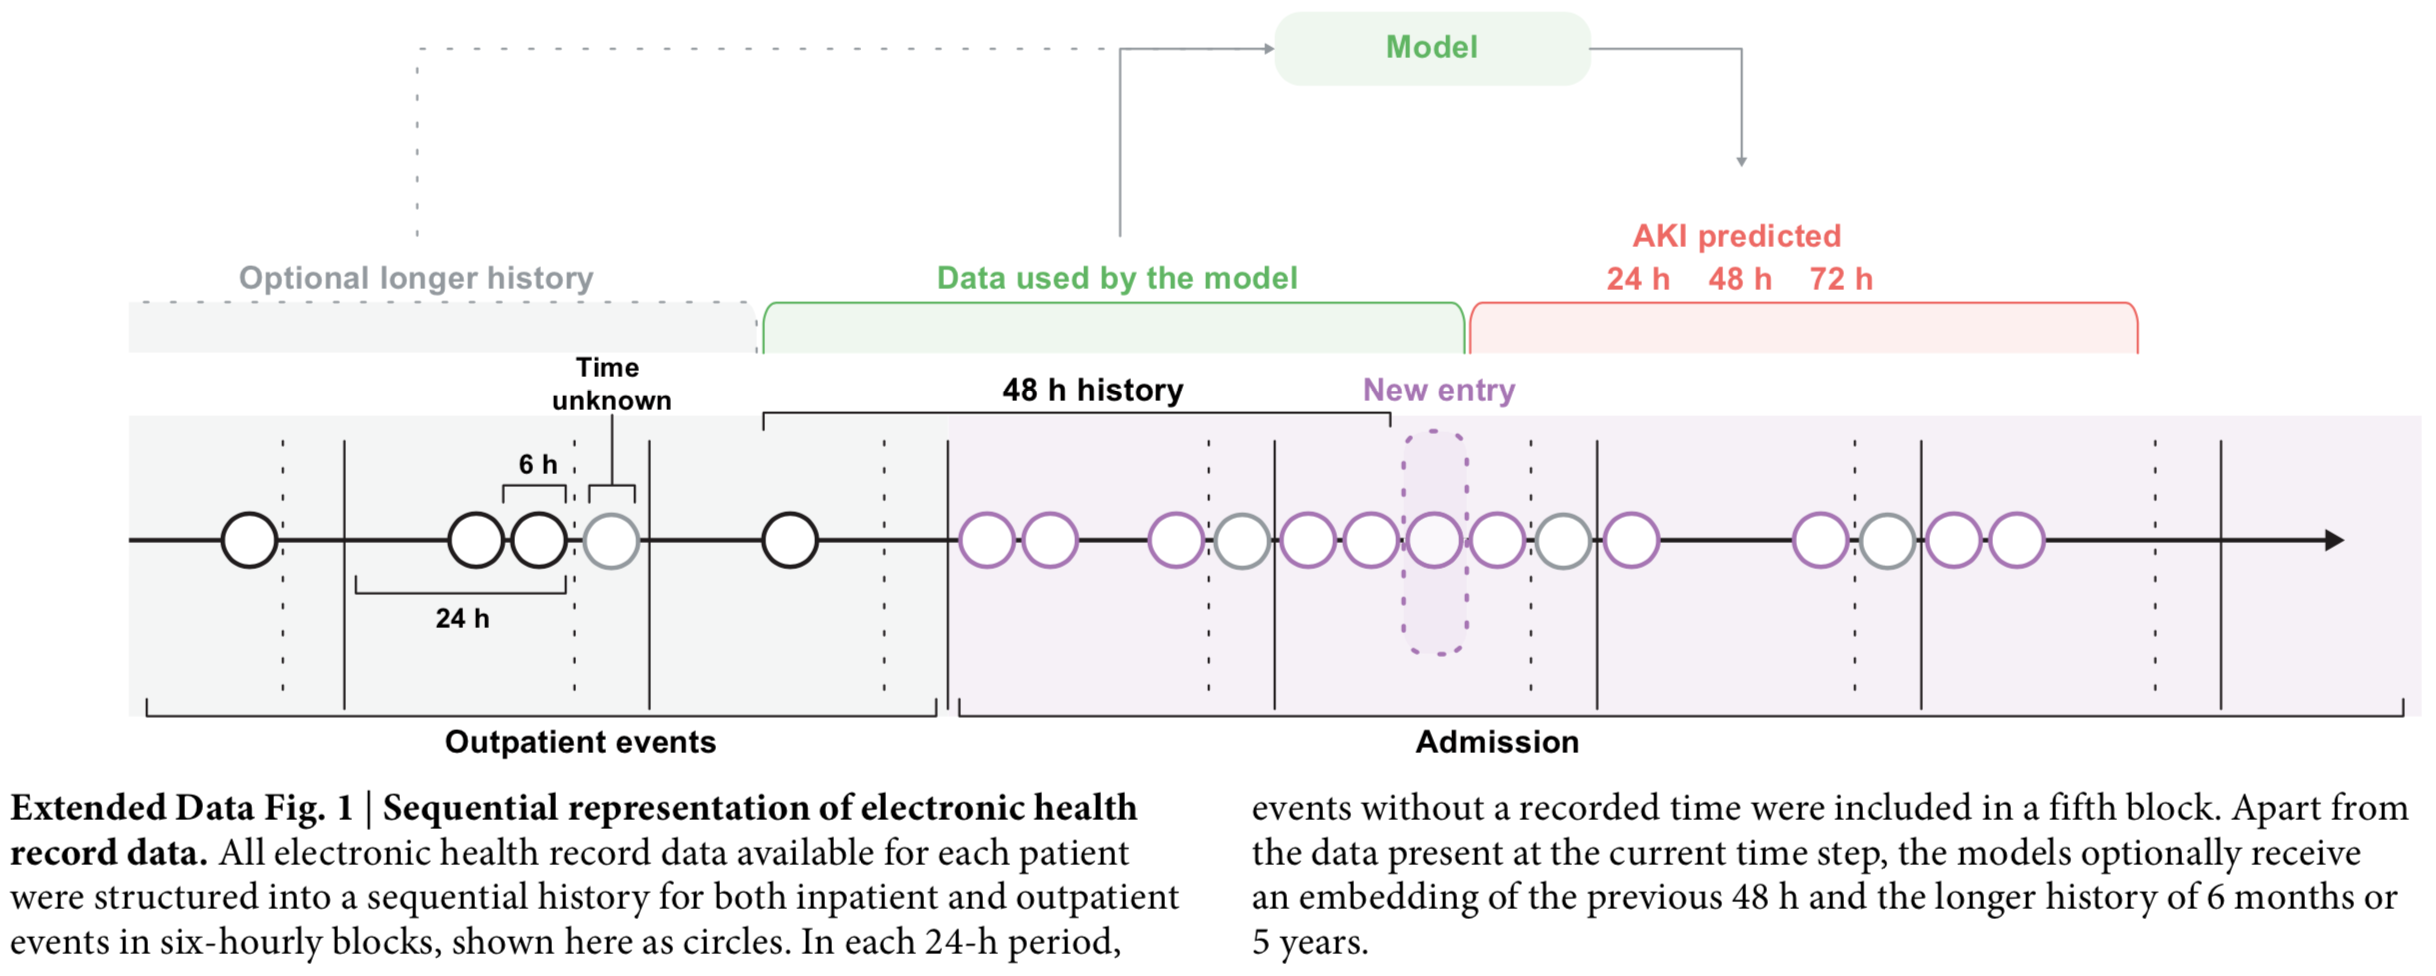 Model
AKI predicted
24 h 48 h 72 h
Optional longer history
Data used by the model
Time
unknown
48 h history
New entry
6 h
24 h
Outpatient events
Admission
Extended Data Fig. 1 | Sequential representation of electronic health
record data. All electronic health record data available for each patient
were structured into a sequential history for both inpatient and outpatient
events in six-hourly blocks, shown here as circles. In each 24-h period,
events without a recorded time were included in a fifth block. Apart from
the data present at the current time step, the models optionally receive
an embedding of the previous 48 h and the longer history of 6 months or
5 years.